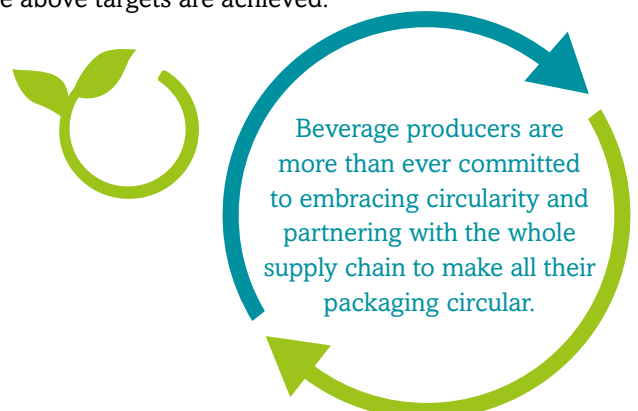 e above targets are achieved.
Beverage producers are
more than ever committed
to embracing circularity and
partnering with the whole
supply chain to make all their
packaging circular.